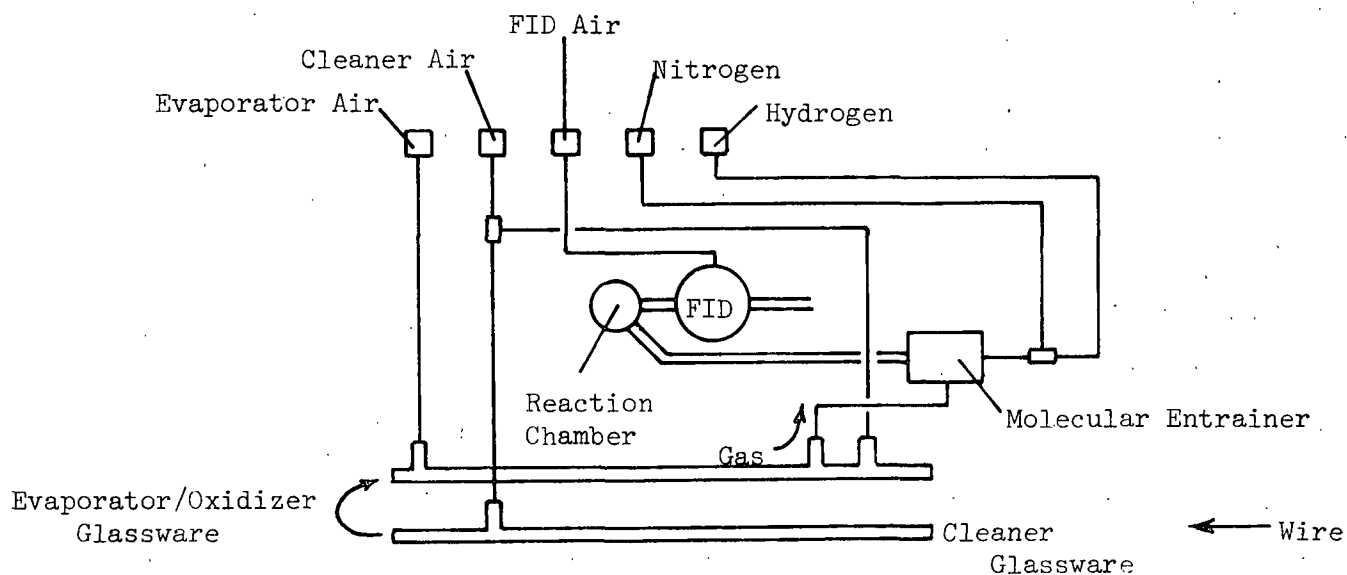 FID Air
Cleaner Air
Nitrogen
Evaporator Air
Hydrogen
FID
Reaction
Chamber
Molecular Entrainer
Gas
Evaporator/Oxidizer
Glassware
Cleaner
Glassware
Wire